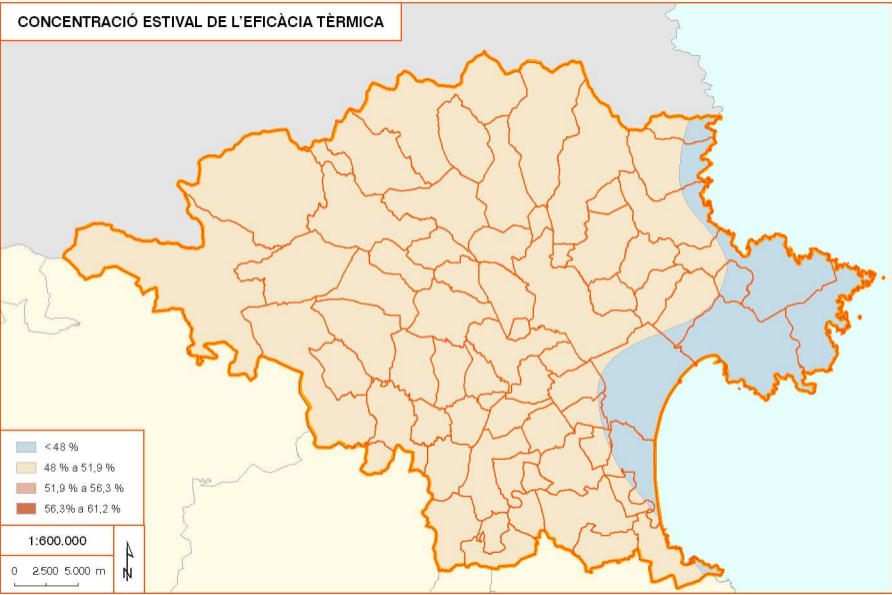 CONCENTRACIÓ ESTIVAL DE L'EFICÀCIA TÈRMICA
< 48 %
48 % a 51,9 %
51,9 % a 56,3 %
56,3% a 61,2 %
1:600.000
0 2.500 5.000 m
N